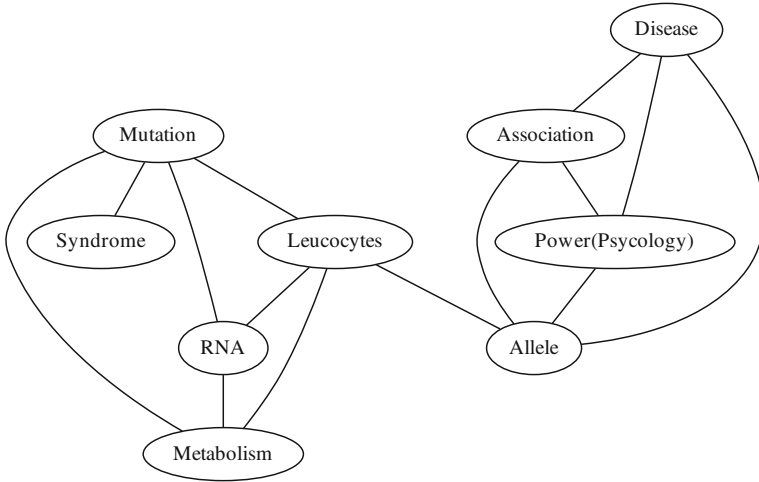 Disease
Mutation
Association
Syndrome
Leucocytes
Power(Psycology)
RNA
Allele
Metabolism